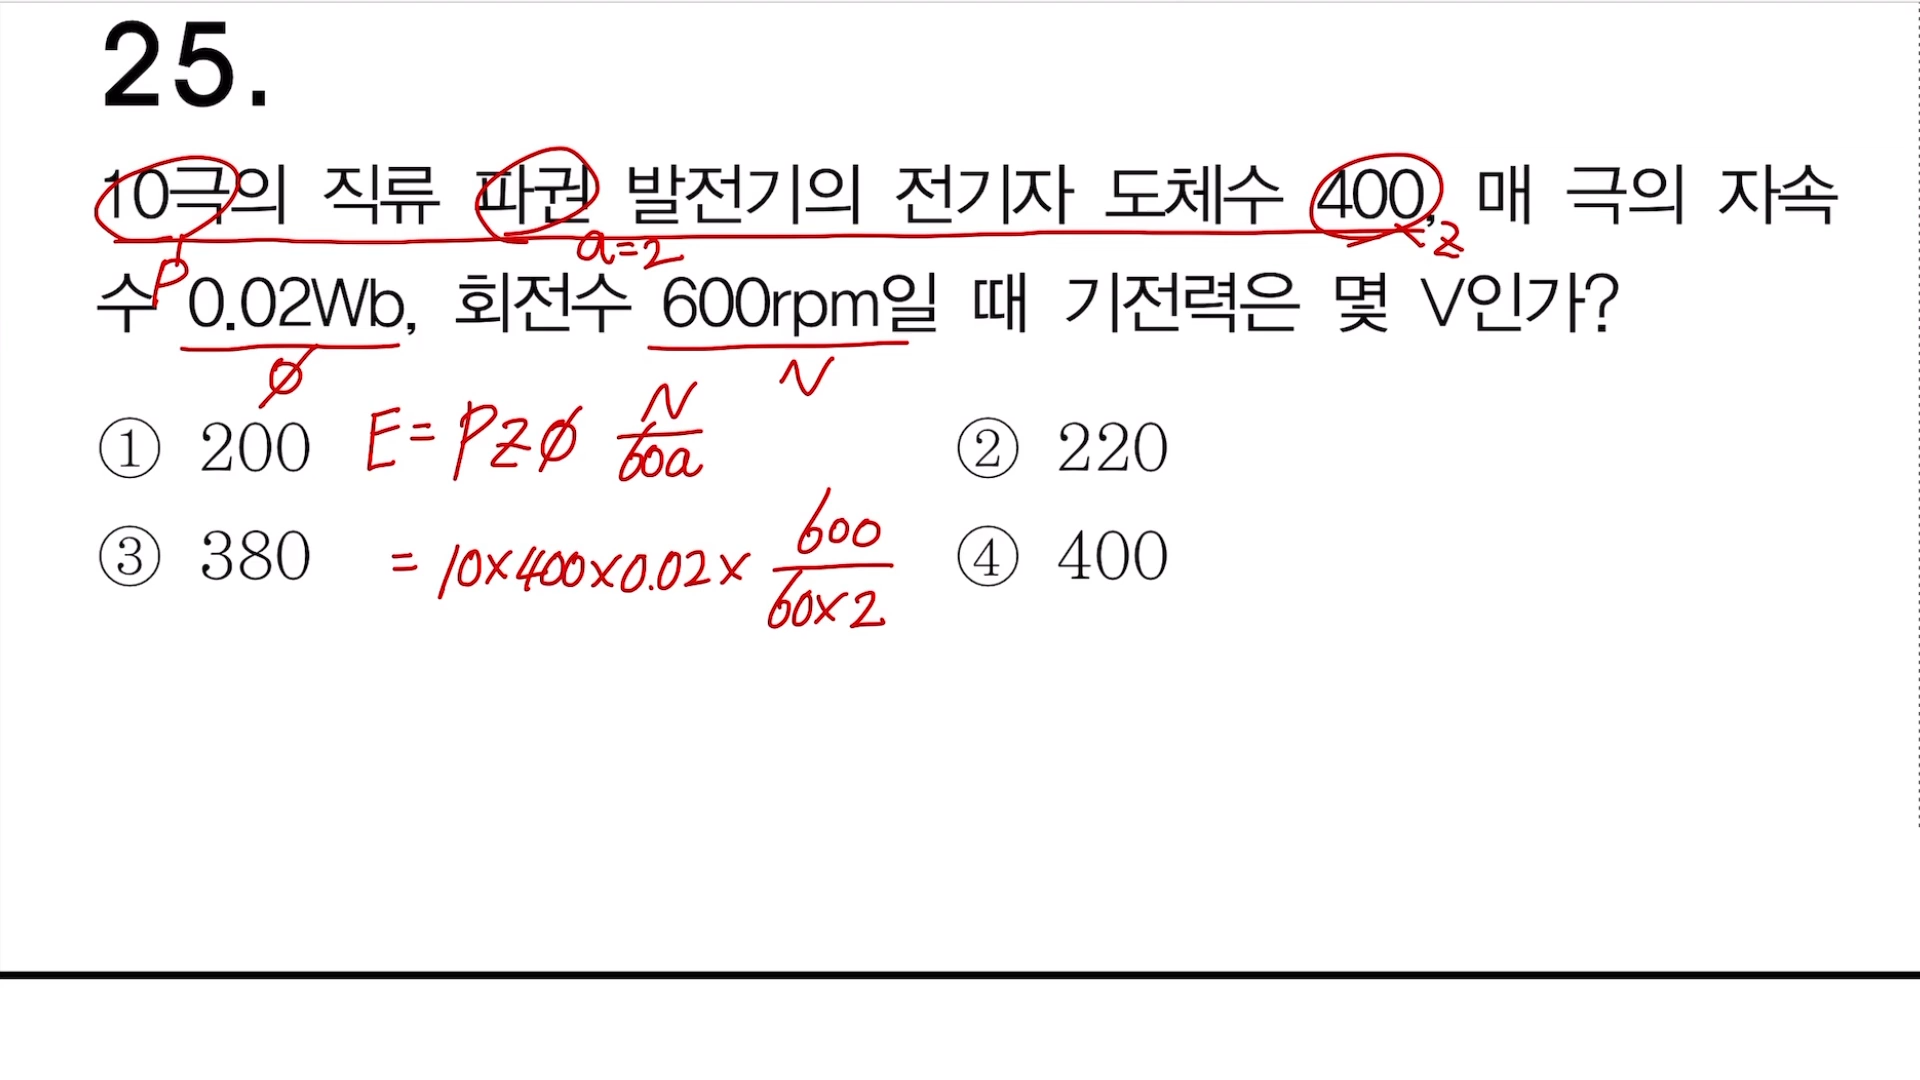 25.
10극의 직류 파권 발전기의 전기자 도체수 400, 매 극의 자속
P a=2 Z
수 0.02Wb, 회전수 600rpm일 때 기전력은 몇 V인가?
ø N
① 200 E = PZø N/60a ② 220
③ 380 = 10×400×0.02× 600/60×2 ④ 400